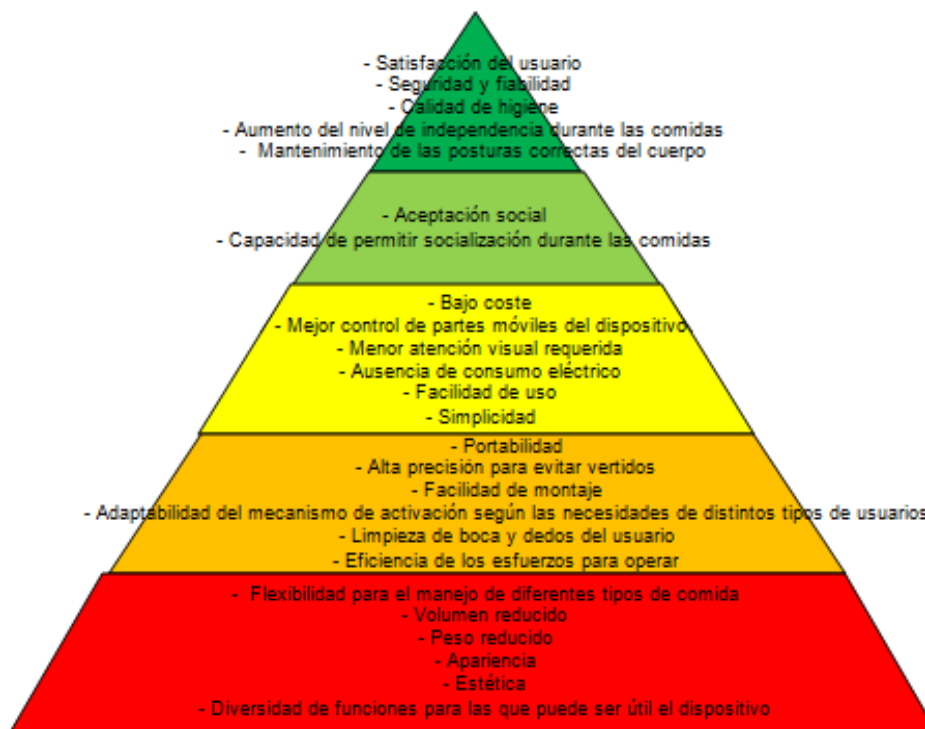 - Satisfacción del usuario
- Seguridad y fiabilidad
- Calidad de higiene
- Aumento del nivel de independencia durante las comidas
- Mantenimiento de las posturas correctas del cuerpo
- Aceptación social
- Capacidad de permitir socialización durante las comidas
- Bajo coste
- Mejor control de partes móviles del dispositivo
- Menor atención visual requerida
- Ausencia de consumo eléctrico
- Facilidad de uso
- Simplicidad
- Portabilidad
- Alta precisión para evitar vertidos
- Facilidad de montaje
- Adaptabilidad del mecanismo de activación según las necesidades de distintos tipos de usuarios
- Limpieza de boca y dedos del usuario
- Eficiencia de los esfuerzos para operar
- Flexibilidad para el manejo de diferentes tipos de comida
- Volumen reducido
- Peso reducido
- Apariencia
- Estética
- Diversidad de funciones para las que puede ser útil el dispositivo